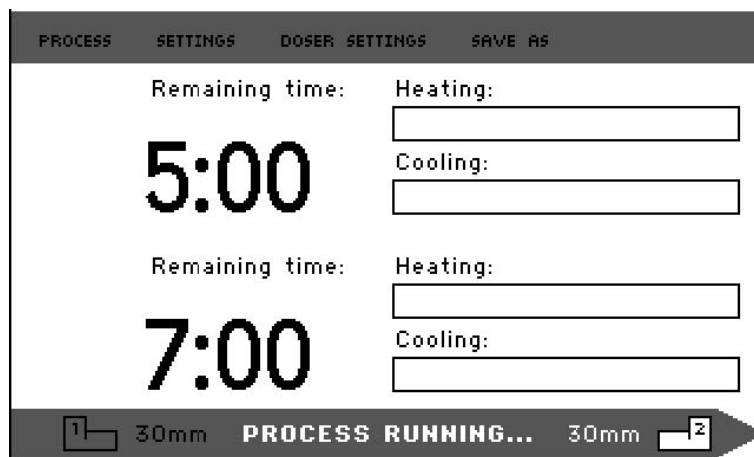 PROCESS SETTINGS DOSER SETTINGS SAVE AS
Remaining time: Heating:
5:00
Cooling:
Remaining time: Heating:
7:00
Cooling:
1 30mm PROCESS RUNNING... 30mm 2